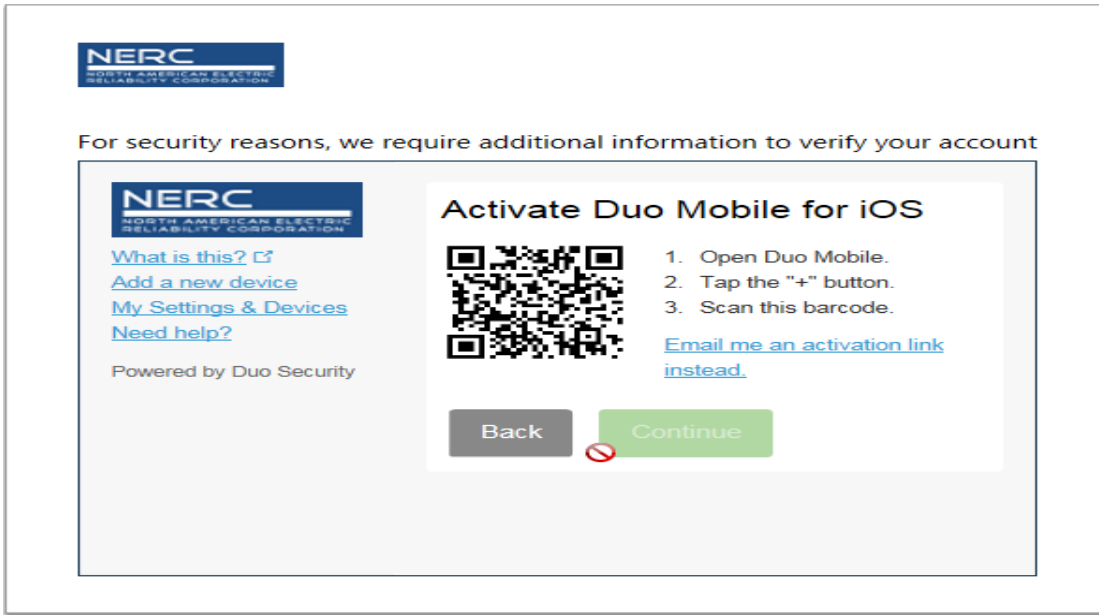 NERC
NORTH AMERICAN ELECTRIC
RELIABILITY CORPORATION
For security reasons, we require additional information to verify your account
NERC
NORTH AMERICAN ELECTRIC
RELIABILITY CORPORATION
What is this?
Add a new device
My Settings & Devices
Need help?
Powered by Duo Security
Activate Duo Mobile for iOS
1. Open Duo Mobile.
2. Tap the "+" button.
3. Scan this barcode.
Email me an activation link
instead.
Back
Continue